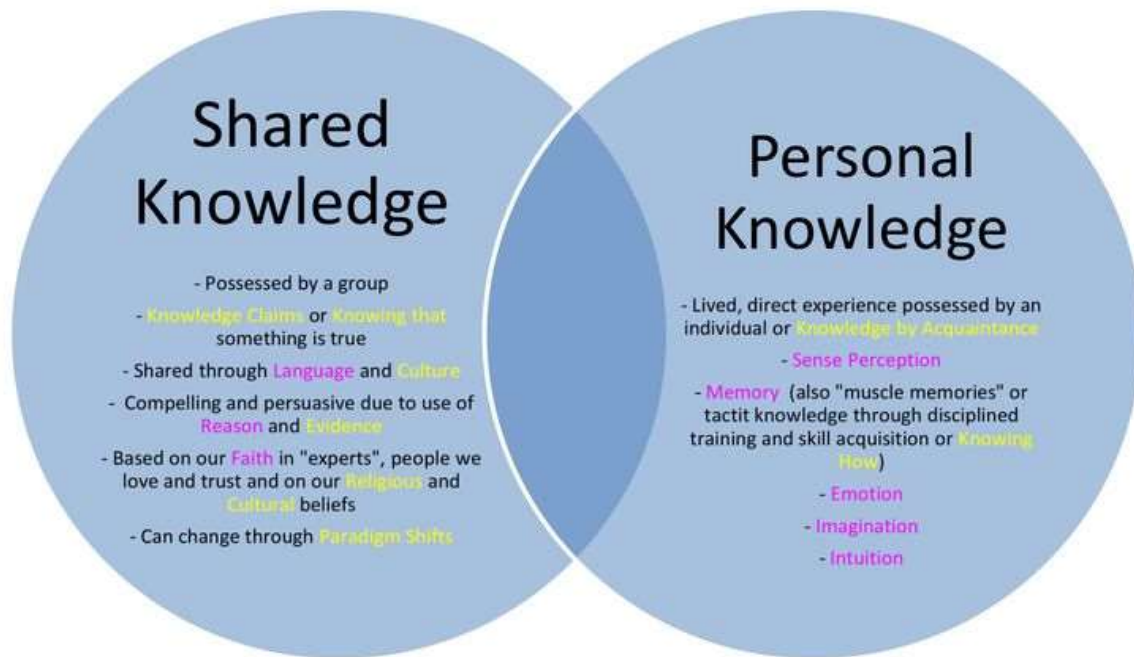 Shared
Knowledge
- Possessed by a group
- Knowledge Claims or Knowing that
something is true
- Shared through Language and Culture
- Compelling and persuasive due to use of
Reason and Evidence
- Based on our Faith in "experts", people we
love and trust and on our Religious and
Cultural beliefs
- Can change through Paradigm Shifts
Personal
Knowledge
- Lived, direct experience possessed by an
individual or Knowledge by Acquaintance
- Sense Perception
- Memory (also "muscle memories" or
tactit knowledge through disciplined
training and skill acquisition or Knowing
How)
- Emotion
- Imagination
- Intuition